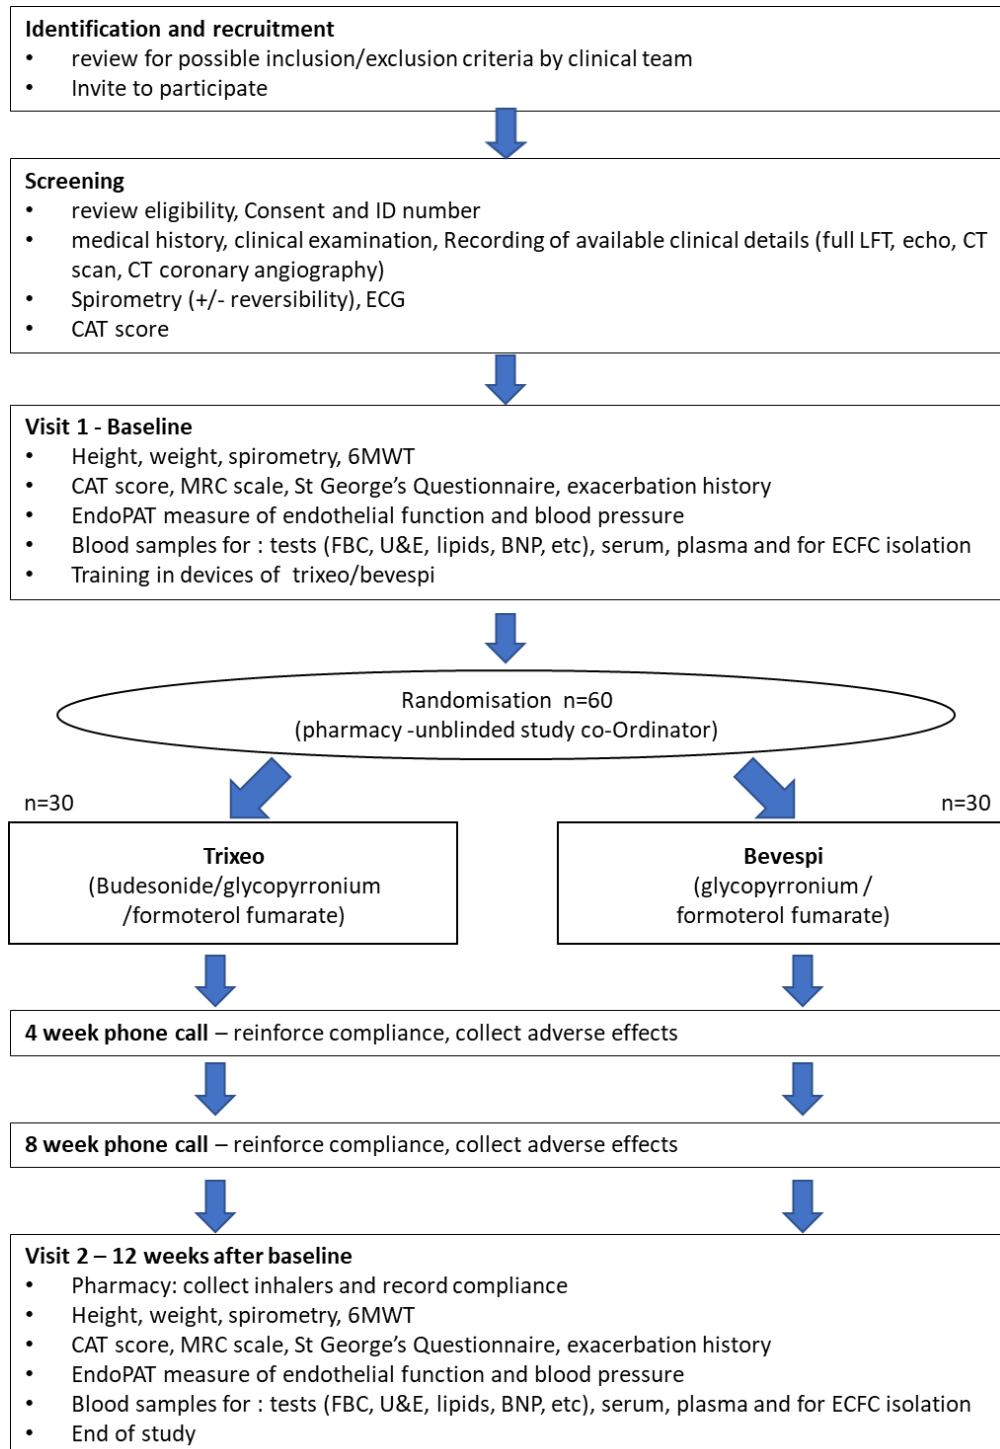 Identification and recruitment
• review for possible inclusion/exclusion criteria by clinical team
• Invite to participate
Screening
• review eligibility, Consent and ID number
• medical history, clinical examination, Recording of available clinical details (full LFT, echo, CT
scan, CT coronary angiography)
• Spirometry (+/- reversibility), ECG
• CAT score
Visit 1 - Baseline
• Height, weight, spirometry, 6MWT
• CAT score, MRC scale, St George’s Questionnaire, exacerbation history
• EndoPAT measure of endothelial function and blood pressure
• Blood samples for : tests (FBC, U&E, lipids, BNP, etc), serum, plasma and for ECFC isolation
• Training in devices of trixeo/bevespi
Randomisation n=60
(pharmacy -unblinded study co-Ordinator)
n=30
n=30
Trixeo
(Budesonide/glycopyrronium
/formoterol fumarate)
Bevespi
(glycopyrronium /
formoterol fumarate)
4 week phone call – reinforce compliance, collect adverse effects
8 week phone call – reinforce compliance, collect adverse effects
Visit 2 – 12 weeks after baseline
• Pharmacy: collect inhalers and record compliance
• Height, weight, spirometry, 6MWT
• CAT score, MRC scale, St George’s Questionnaire, exacerbation history
• EndoPAT measure of endothelial function and blood pressure
• Blood samples for : tests (FBC, U&E, lipids, BNP, etc), serum, plasma and for ECFC isolation
• End of study